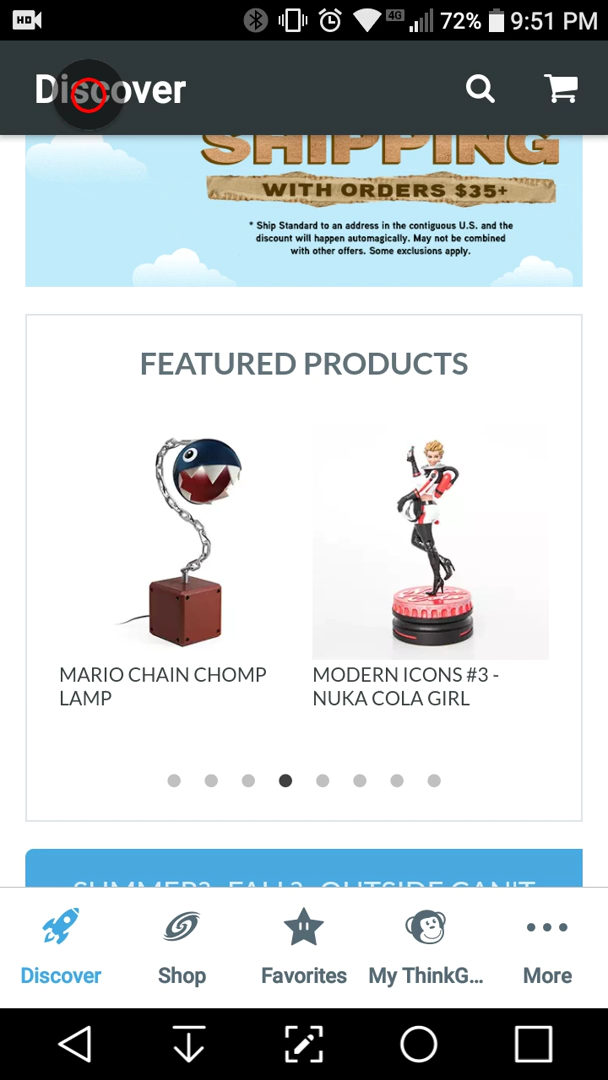 HD 4G 72% 9:51 PM
Discover
SHIPPING
WITH ORDERS $35+
* Ship Standard to an address in the contiguous U.S. and the
discount will happen automagically. May not be combined
with other offers. Some exclusions apply.
FEATURED PRODUCTS
MARIO CHAIN CHOMP
LAMP
MODERN ICONS #3 -
NUKA COLA GIRL
SUMMER? FALL? OUTSIDE CAN'T
Discover Shop Favorites My ThinkG... More